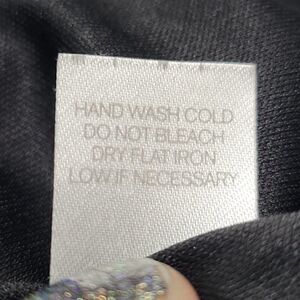 HAND WASH COLD
DO NOT BLEACH
DRY FLAT IRON
LOW IF NECESSARY